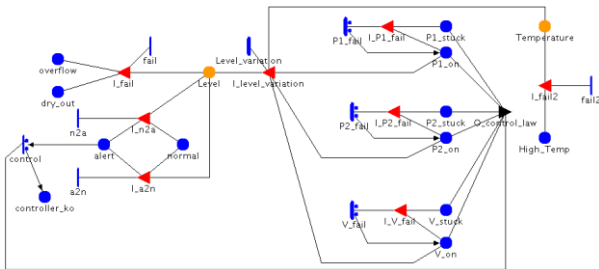 fail
overflow
I_fail
dry_out
Level_variation
Level
I_level_variation
n2a
I_n2a
control
alert
normal
a2n
I_a2n
controller_ko
P1_fail
I_P1_fail
P1_stuck
P1_on
P2_fail
I_P2_fail
P2_stuck
P2_on
O_control_law
V_fail
I_V_fail
V_stuck
V_on
Temperature
I_fail2
fail2
High_Temp